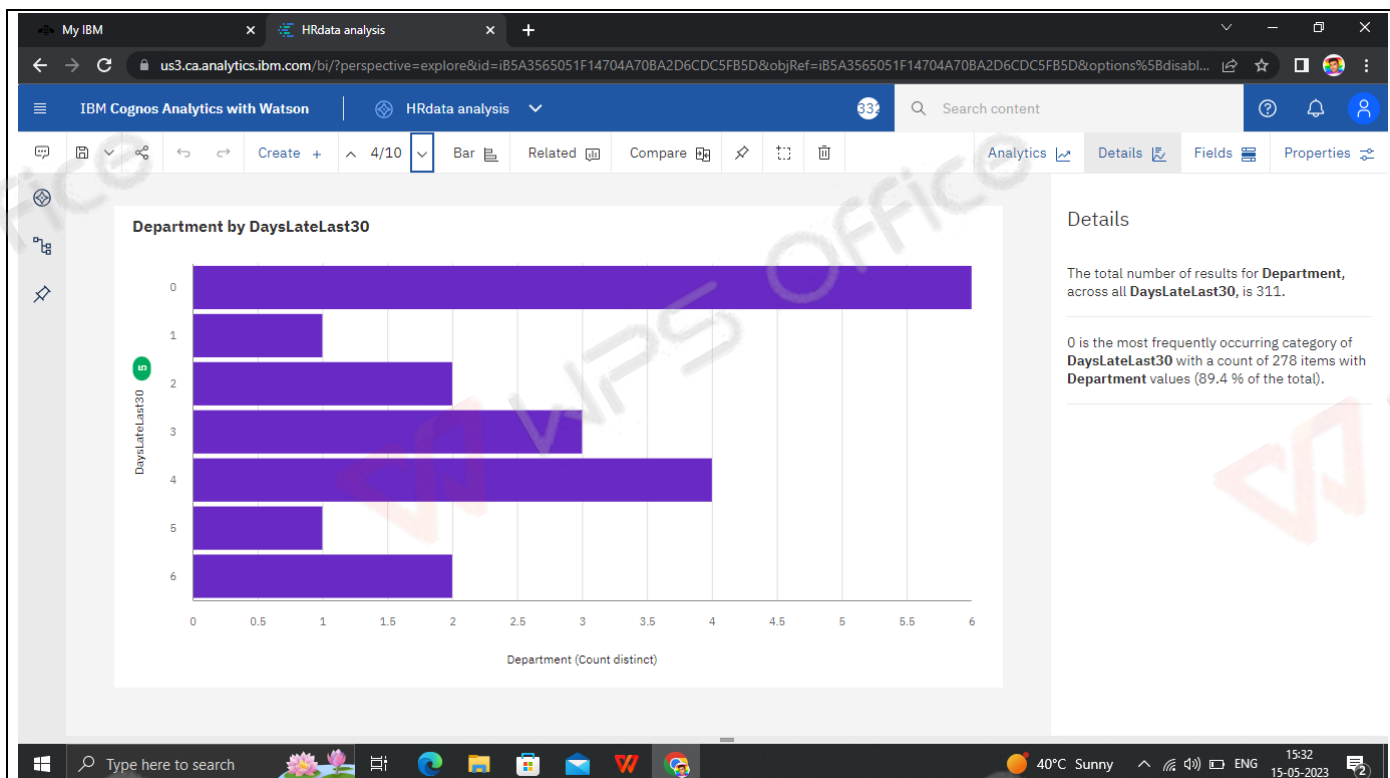 My IBM
HRdata analysis
us3.ca.analytics.ibm.com/bi/?perspective=explore&id=iB5A3565051F14704A70BA2D6CDC5FB5D&objRef=iB5A3565051F14704A70BA2D6CDC5FB5D&options%5Bdisabl...
IBM Cognos Analytics with Watson
HRdata analysis
Search content
Create +
4/10
Bar
Related
Compare
Analytics
Details
Fields
Properties
Department by DaysLateLast30
0
1
2
3
4
5
6
5
DaysLateLast30
0 0.5 1 1.5 2 2.5 3 3.5 4 4.5 5 5.5 6
Department (Count distinct)
Details
The total number of results for Department,
across all DaysLateLast30, is 311.
0 is the most frequently occurring category of
DaysLateLast30 with a count of 278 items with
Department values (89.4 % of the total).
WPS OFFICE
Type here to search
40°C Sunny
ENG
15:32
15-05-2023
2